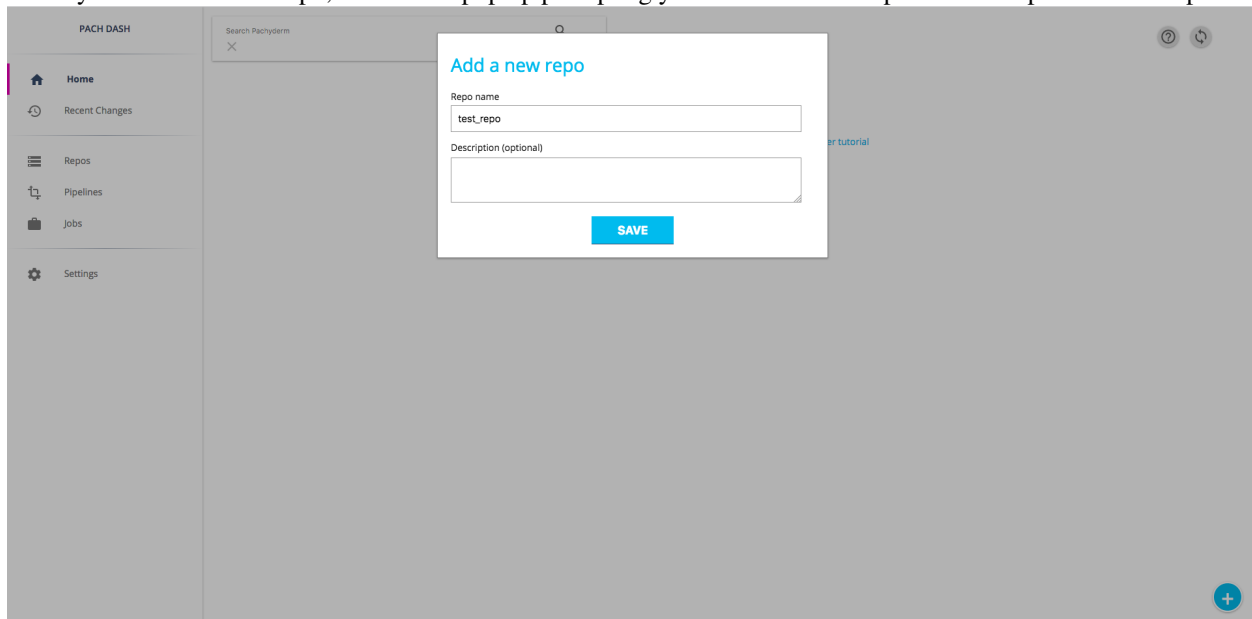 PACH DASH
Search Pachyderm
Home
Recent Changes
Repos
Pipelines
Jobs
Settings
Add a new repo
Repo name
test_repo
Description (optional)
SAVE
er tutorial